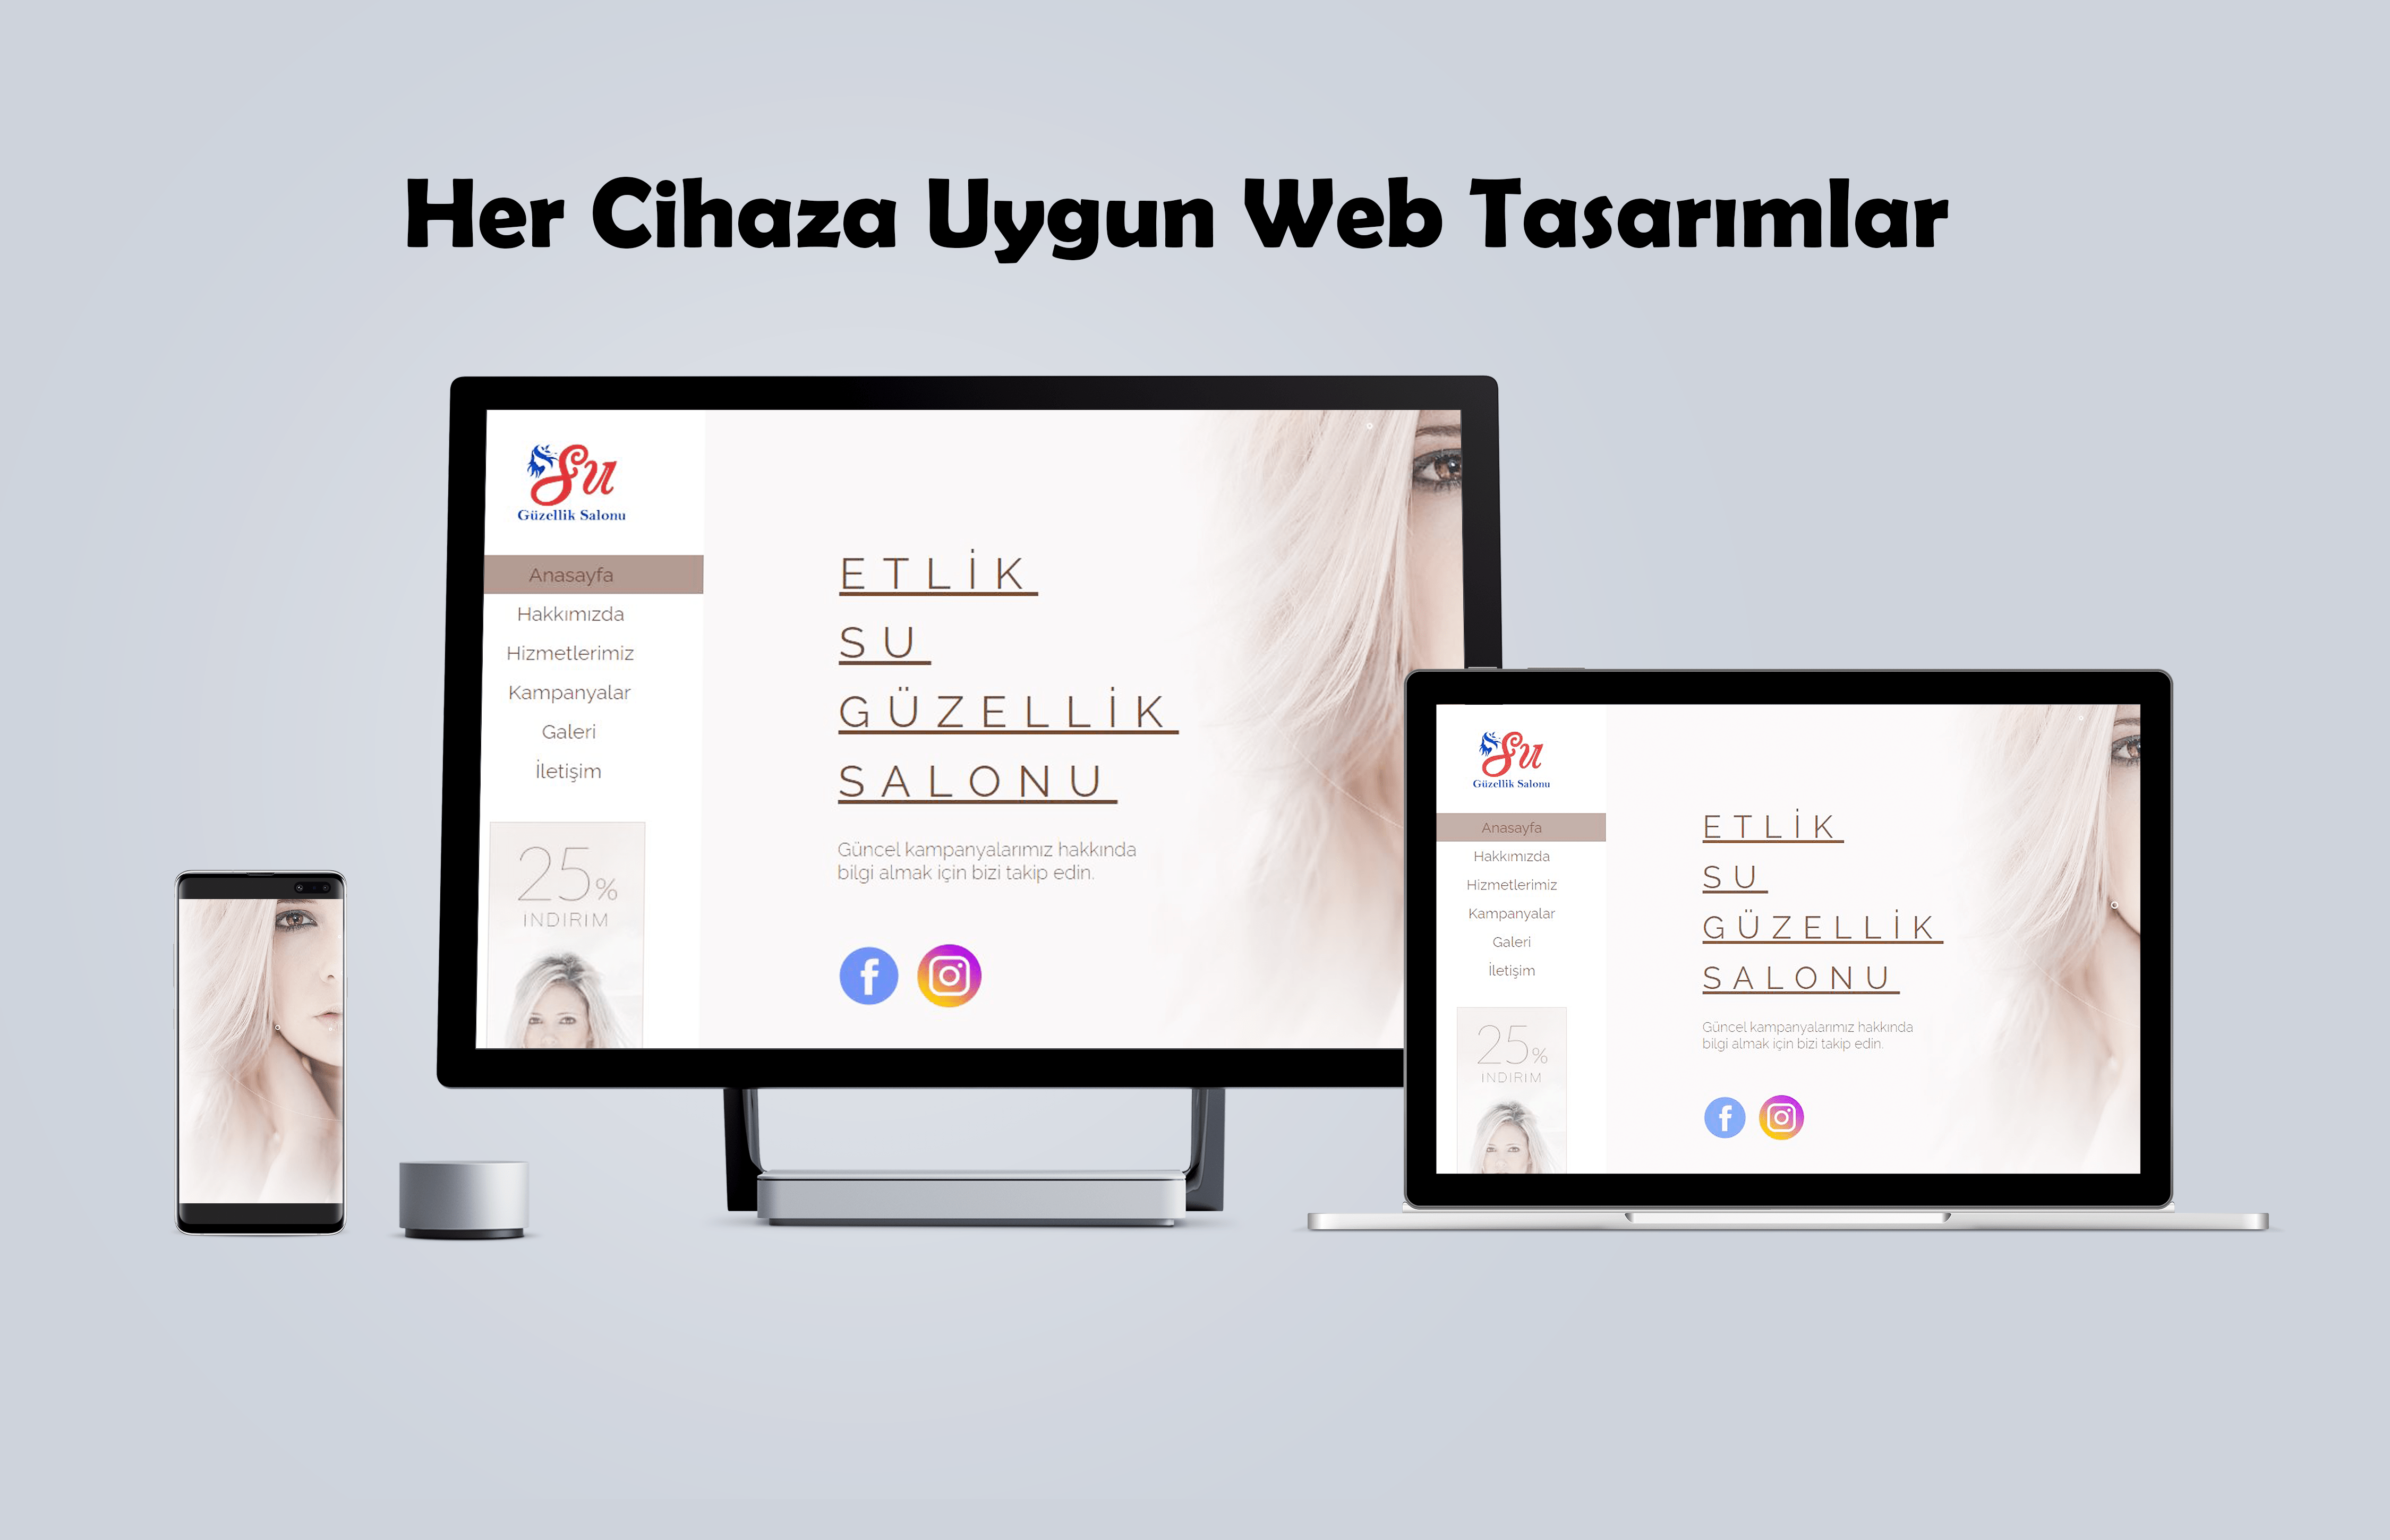 Her Cihaza Uygun Web Tasarımlar
Su
Güzellik Salonu
Anasayfa
Hakkımızda
Hizmetlerimiz
Kampanyalar
Galeri
İletişim
25%
INDIRIM
ETLİK
SU
GÜZELLİK
SALONU
Güncel kampanyalarımız hakkında
bilgi almak için bizi takip edin.
f
Su
Güzellik Salonu
Anasayfa
Hakkımızda
Hizmetlerimiz
Kampanyalar
Galeri
İletişim
25%
INDIRIM
ETLİK
SU
GÜZELLİK
SALONU
Güncel kampanyalarımız hakkında
bilgi almak için bizi takip edin.
f